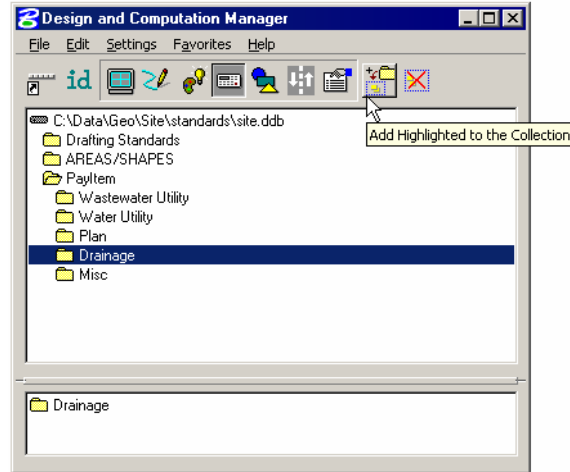 Design and Computation Manager
File Edit Settings Favorites Help
id
C:\Data\Geo\Site\standards\site.ddb
Add Highlighted to the Collection
Drafting Standards
AREAS/SHAPES
PayItem
Wastewater Utility
Water Utility
Plan
Drainage
Misc
Drainage